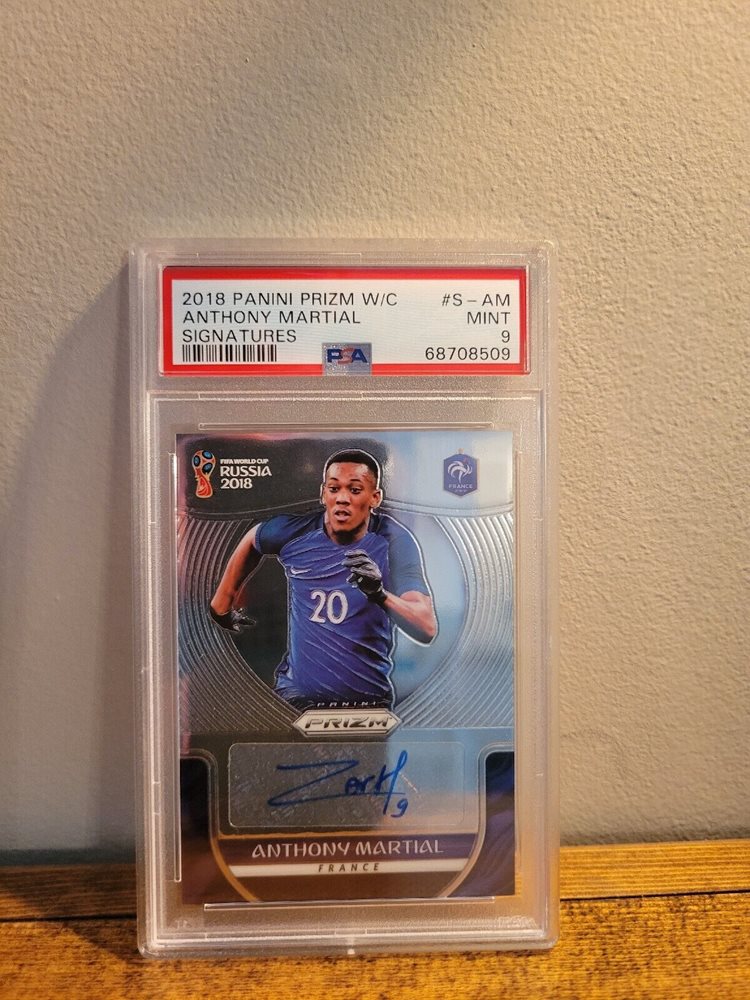 2018 PANINI PRIZM W/C #S-AM
ANTHONY MARTIAL MINT
SIGNATURES 9
PSA 68708509
FIFA WORLD CUP
RUSSIA
2018
FRANCE
20
PANINI
PRIZM
9
ANTHONY MARTIAL
FRANCE